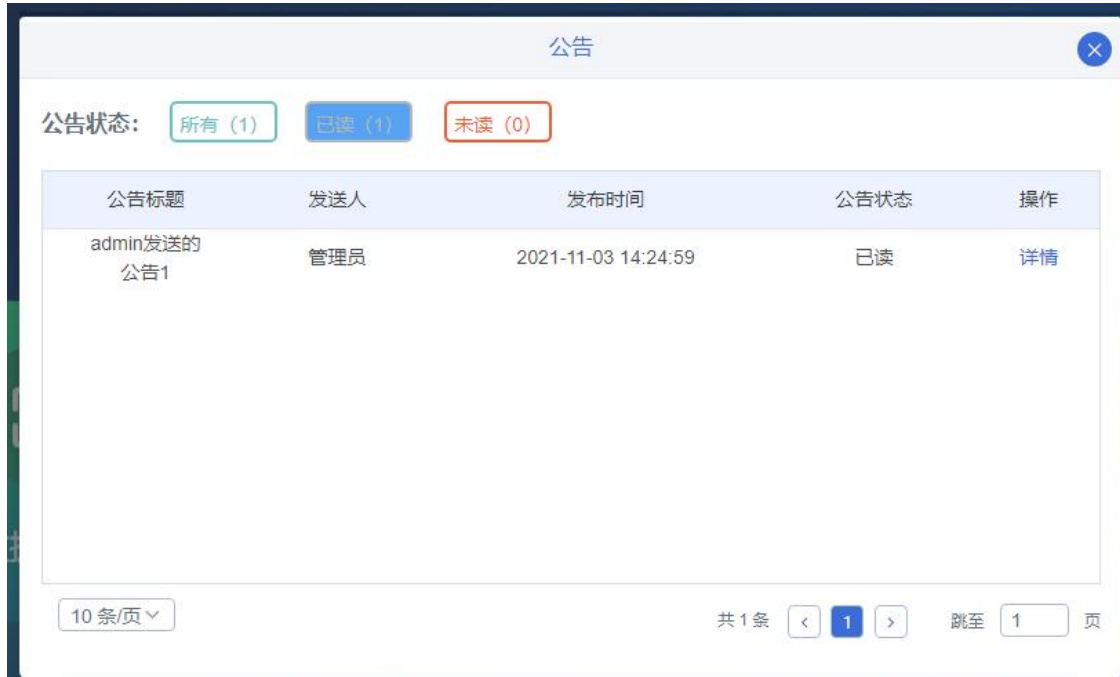 公告
公告状态: 所有（1） 已读（1） 未读（0）
公告标题 发送人 发布时间 公告状态 操作
admin发送的
公告1 管理员 2021-11-03 14:24:59 已读 详情
10 条/页
共 1 条 1 跳至 1 页